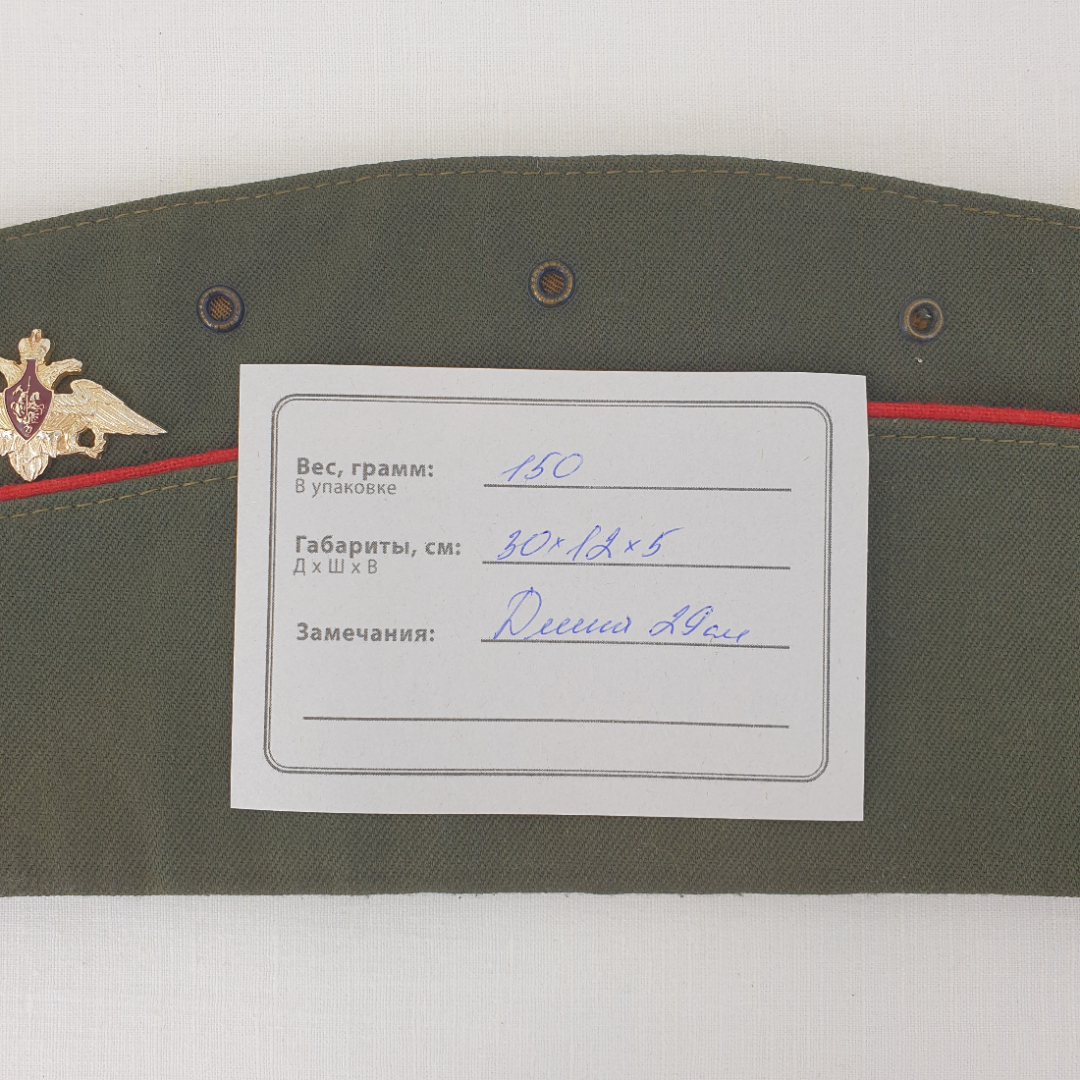 Вес, грамм: 150
В упаковке
Габариты, см: 30×12×5
Д х Ш х В
Замечания: Длина 29см